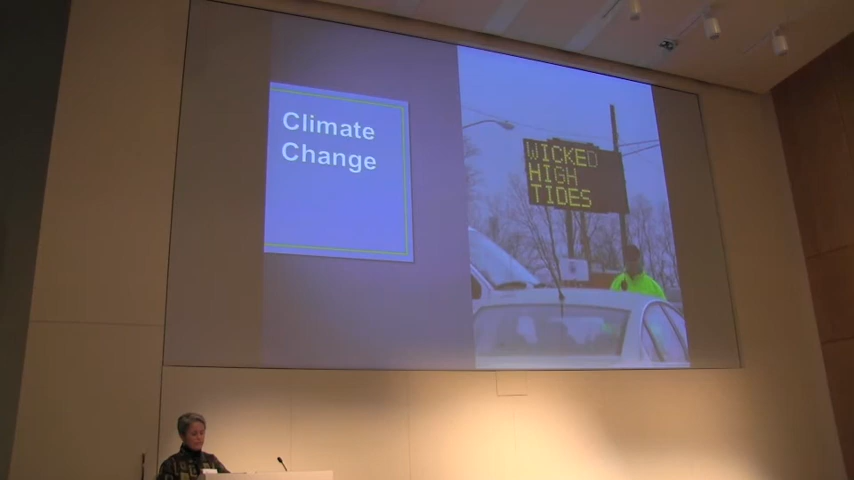 Climate
Change
WICKED
HIGH
TIDES